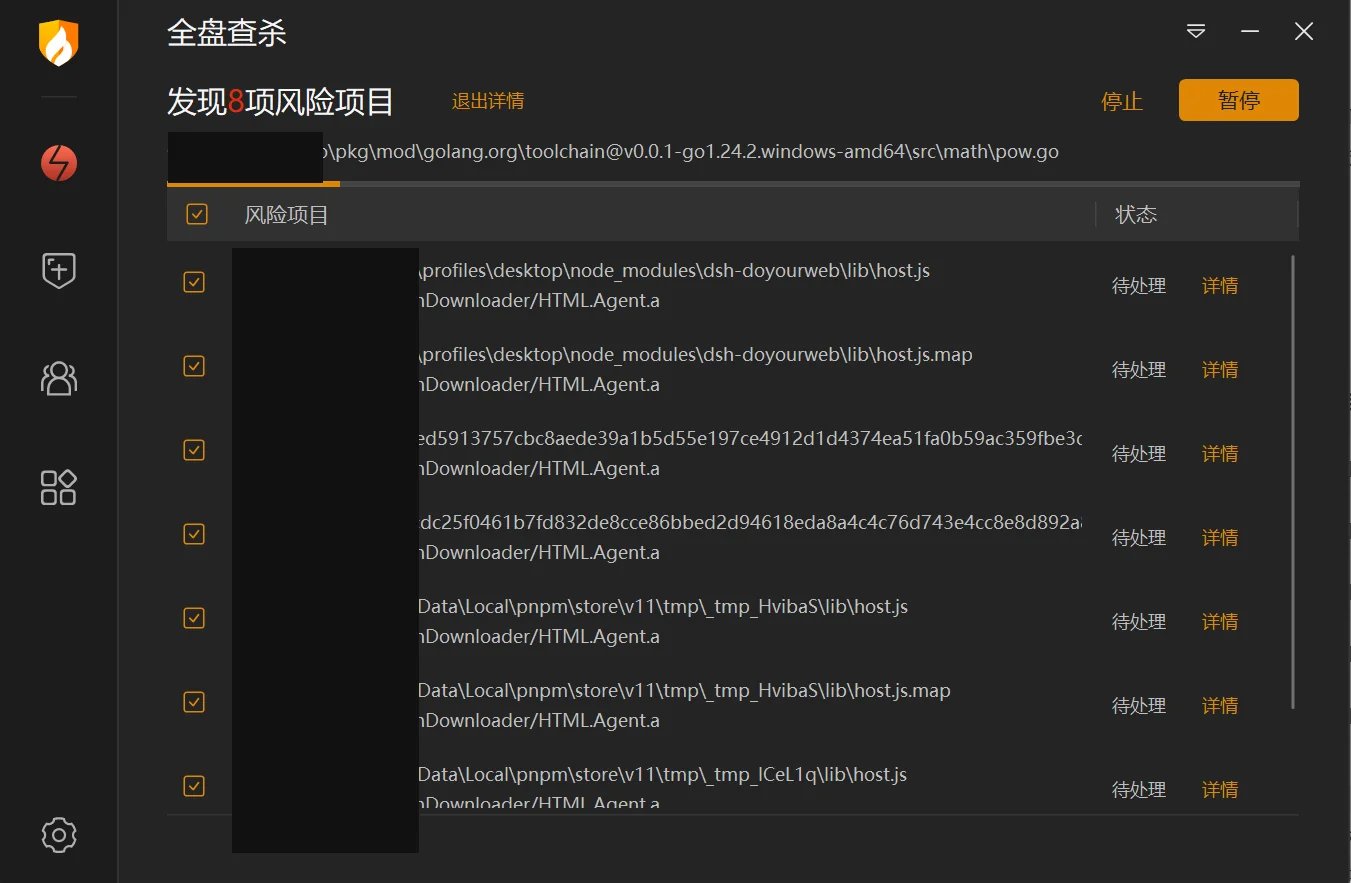 全盘查杀
发现8项风险项目 退出详情 停止 暂停
\pkg\mod\golang.org\toolchain@v0.0.1-go1.24.2.windows-amd64\src\math\pow.go
风险项目 状态
\profiles\desktop\node_modules\dsh-doyourweb\lib\host.js
nDownloader/HTML.Agent.a
待处理 详情
\profiles\desktop\node_modules\dsh-doyourweb\lib\host.js.map
nDownloader/HTML.Agent.a
待处理 详情
ed5913757cbc8aede39a1b5d55e197ce4912d1d4374ea51fa0b59ac359fbe3c
nDownloader/HTML.Agent.a
待处理 详情
dc25f0461b7fd832de8cce86bbed2d94618eda8a4c4c76d743e4cc8e8d892a
nDownloader/HTML.Agent.a
待处理 详情
Data\Local\pnpm\store\v11\tmp\_tmp_HvibaS\lib\host.js
nDownloader/HTML.Agent.a
待处理 详情
Data\Local\pnpm\store\v11\tmp\_tmp_HvibaS\lib\host.js.map
nDownloader/HTML.Agent.a
待处理 详情
Data\Local\pnpm\store\v11\tmp\_tmp_lCeL1q\lib\host.js
nDownloader/HTML.Agent.a
待处理 详情